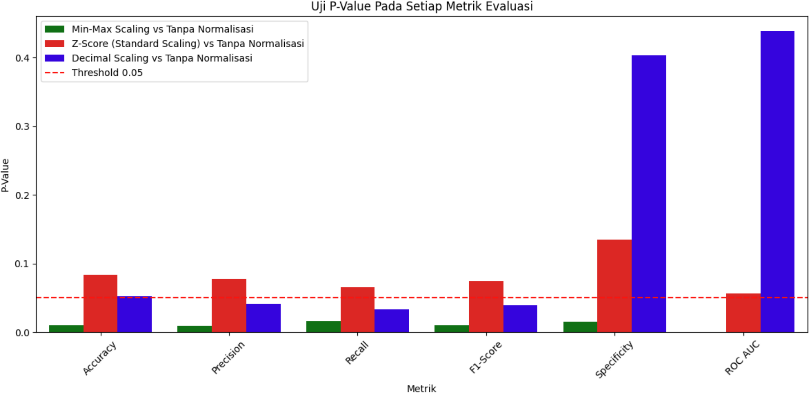 Uji P-Value Pada Setiap Metrik Evaluasi
Min-Max Scaling vs Tanpa Normalisasi
Z-Score (Standard Scaling) vs Tanpa Normalisasi
Decimal Scaling vs Tanpa Normalisasi
Threshold 0.05
0.4
0.3
0.2
0.1
0.0
P-Value
Accuracy
Precision
Recall
F1-Score
Specificity
ROC AUC
Metrik